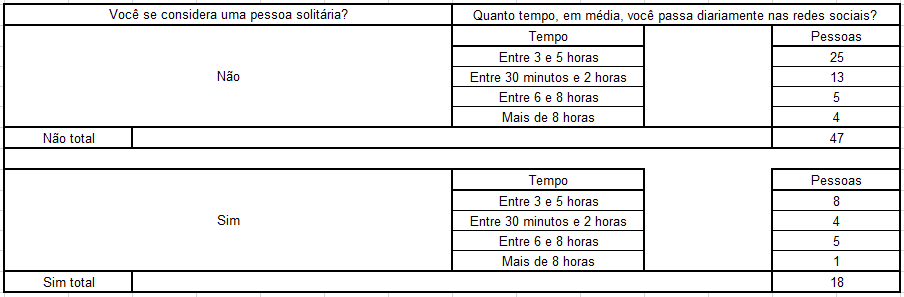 Você se considera uma pessoa solitária? Quanto tempo, em média, você passa diariamente nas redes sociais?
Tempo Pessoas
Entre 3 e 5 horas 25
Não Entre 30 minutos e 2 horas 13
Entre 6 e 8 horas 5
Mais de 8 horas 4
Não total 47
Tempo Pessoas
Entre 3 e 5 horas 8
Sim Entre 30 minutos e 2 horas 4
Entre 6 e 8 horas 5
Mais de 8 horas 1
Sim total 18